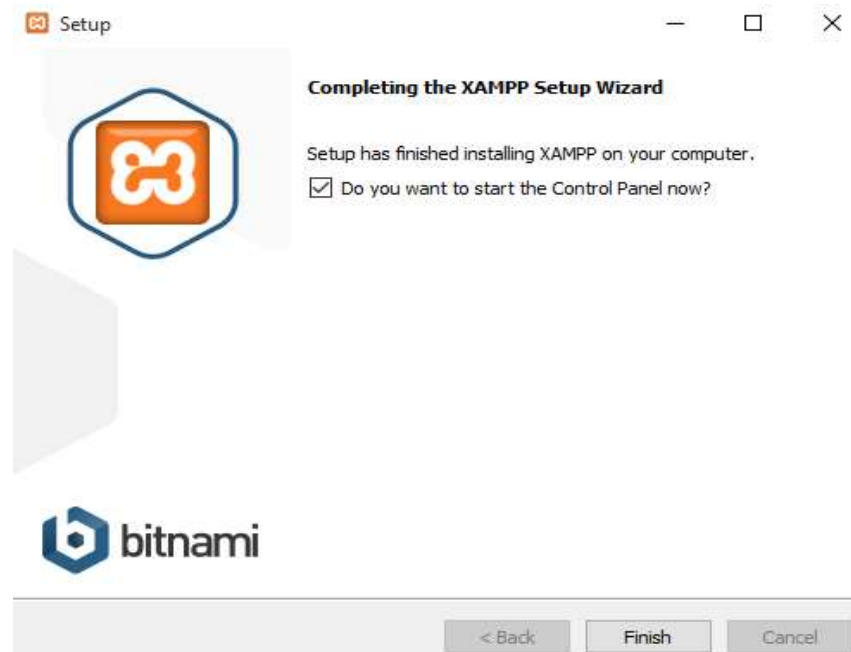 Setup
Completing the XAMPP Setup Wizard
Setup has finished installing XAMPP on your computer.
Do you want to start the Control Panel now?
bitnami
< Back
Finish
Cancel